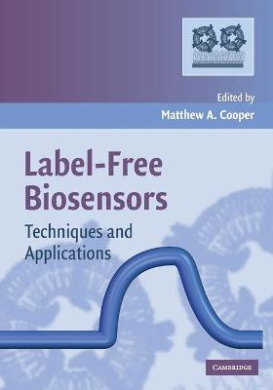 Edited by
Matthew A. Cooper
Label-Free
Biosensors
Techniques and
Applications
CAMBRIDGE